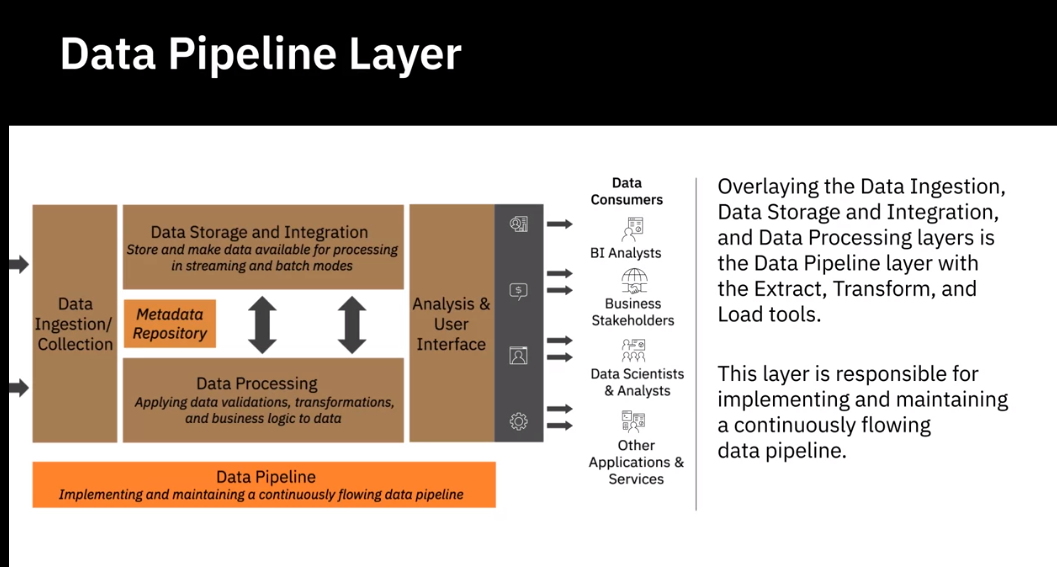 Data Pipeline Layer
Data
Ingestion/
Collection
Data Storage and Integration
Store and make data available for processing
in streaming and batch modes
Metadata
Repository
Data Processing
Applying data validations, transformations,
and business logic to data
Analysis &
User
Interface
Data Pipeline
Implementing and maintaining a continuously flowing data pipeline
Data
Consumers
BI Analysts
Business
Stakeholders
Data Scientists
& Analysts
Other
Applications &
Services
Overlaying the Data Ingestion,
Data Storage and Integration,
and Data Processing layers is
the Data Pipeline layer with
the Extract, Transform, and
Load tools.
This layer is responsible for
implementing and maintaining
a continuously flowing
data pipeline.